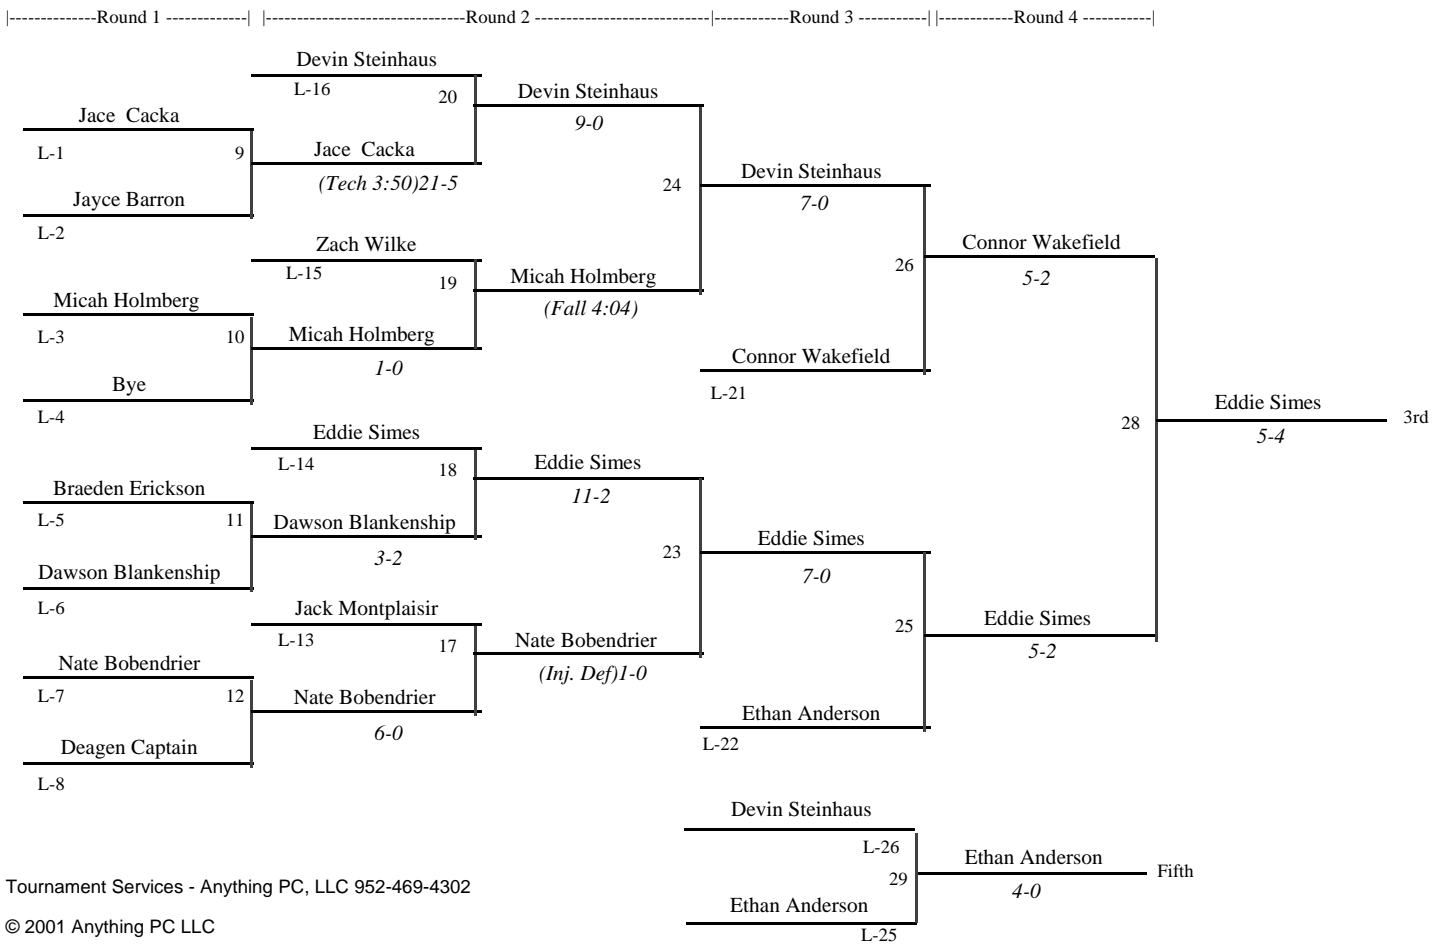 |-------------Round 1 -------------| |-------------------------------Round 2 ---------------------------|------------Round 3 -----------| |------------Round 4 -----------|
Devin Steinhaus
L-16
20
Devin Steinhaus
9-0
Jace  Cacka
L-1
9
Jace  Cacka
(Tech 3:50)21-5
Jayce Barron
L-2
24
Devin Steinhaus
7-0
Zach Wilke
L-15
19
Micah Holmberg
(Fall 4:04)
26
Connor Wakefield
5-2
Micah Holmberg
L-3
10
Micah Holmberg
1-0
Bye
L-4
Connor Wakefield
L-21
28
Eddie Simes
3rd
5-4
Eddie Simes
L-14
18
Eddie Simes
11-2
Braeden Erickson
L-5
11
Dawson Blankenship
3-2
Dawson Blankenship
L-6
23
Eddie Simes
7-0
Jack Montplaisir
L-13
17
Nate Bobendrier
(Inj. Def)1-0
25
Eddie Simes
5-2
Nate Bobendrier
L-7
12
Nate Bobendrier
6-0
Deagen Captain
L-8
Ethan Anderson
L-22
Devin Steinhaus
L-26
29
Ethan Anderson
Fifth
4-0
Ethan Anderson
L-25
Tournament Services - Anything PC, LLC 952-469-4302
© 2001 Anything PC LLC